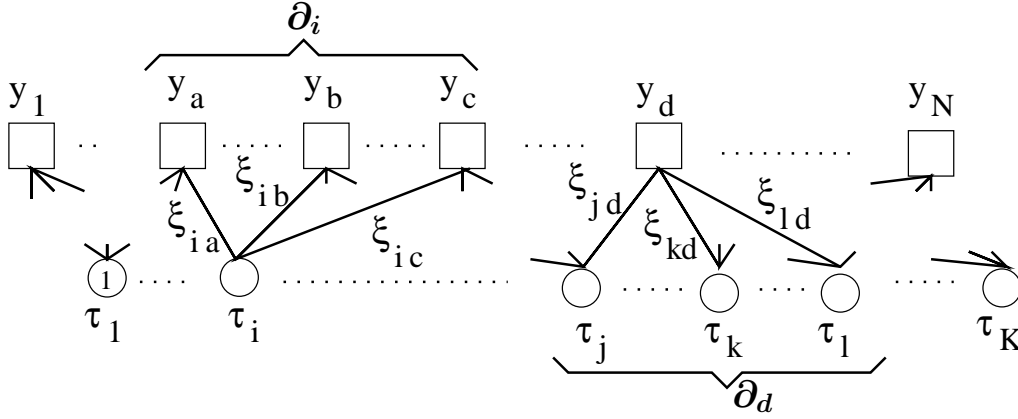 ∂i
y1 ya yb yc yd yN
ξib ξjd ξld
ξia ξic ξkd
1
τ1 τi τj τk τl τK
∂d